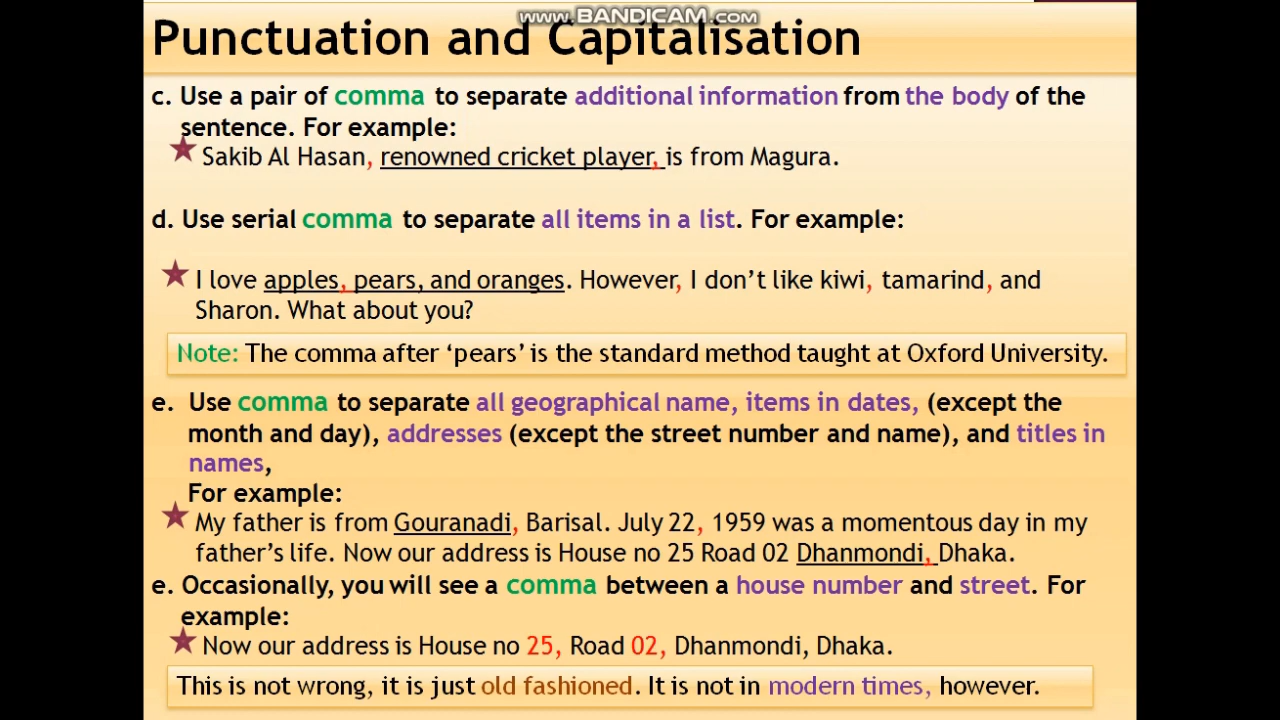 www.BANDICAM.com
Punctuation and Capitalisation
c. Use a pair of comma to separate additional information from the body of the
sentence. For example:
Sakib Al Hasan, renowned cricket player, is from Magura.
d. Use serial comma to separate all items in a list. For example:
I love apples, pears, and oranges. However, I don’t like kiwi, tamarind, and
Sharon. What about you?
Note: The comma after ‘pears’ is the standard method taught at Oxford University.
e. Use comma to separate all geographical name, items in dates, (except the
month and day), addresses (except the street number and name), and titles in
names,
For example:
My father is from Gouranadi, Barisal. July 22, 1959 was a momentous day in my
father’s life. Now our address is House no 25 Road 02 Dhanmondi, Dhaka.
e. Occasionally, you will see a comma between a house number and street. For
example:
Now our address is House no 25, Road 02, Dhanmondi, Dhaka.
This is not wrong, it is just old fashioned. It is not in modern times, however.